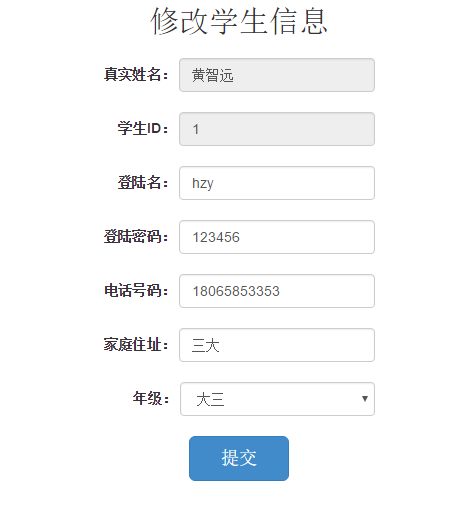 修改学生信息
真实姓名： 黄智远
学生ID： 1
登陆名： hzy
登陆密码： 123456
电话号码： 18065853353
家庭住址： 三大
年级： 大三
提交